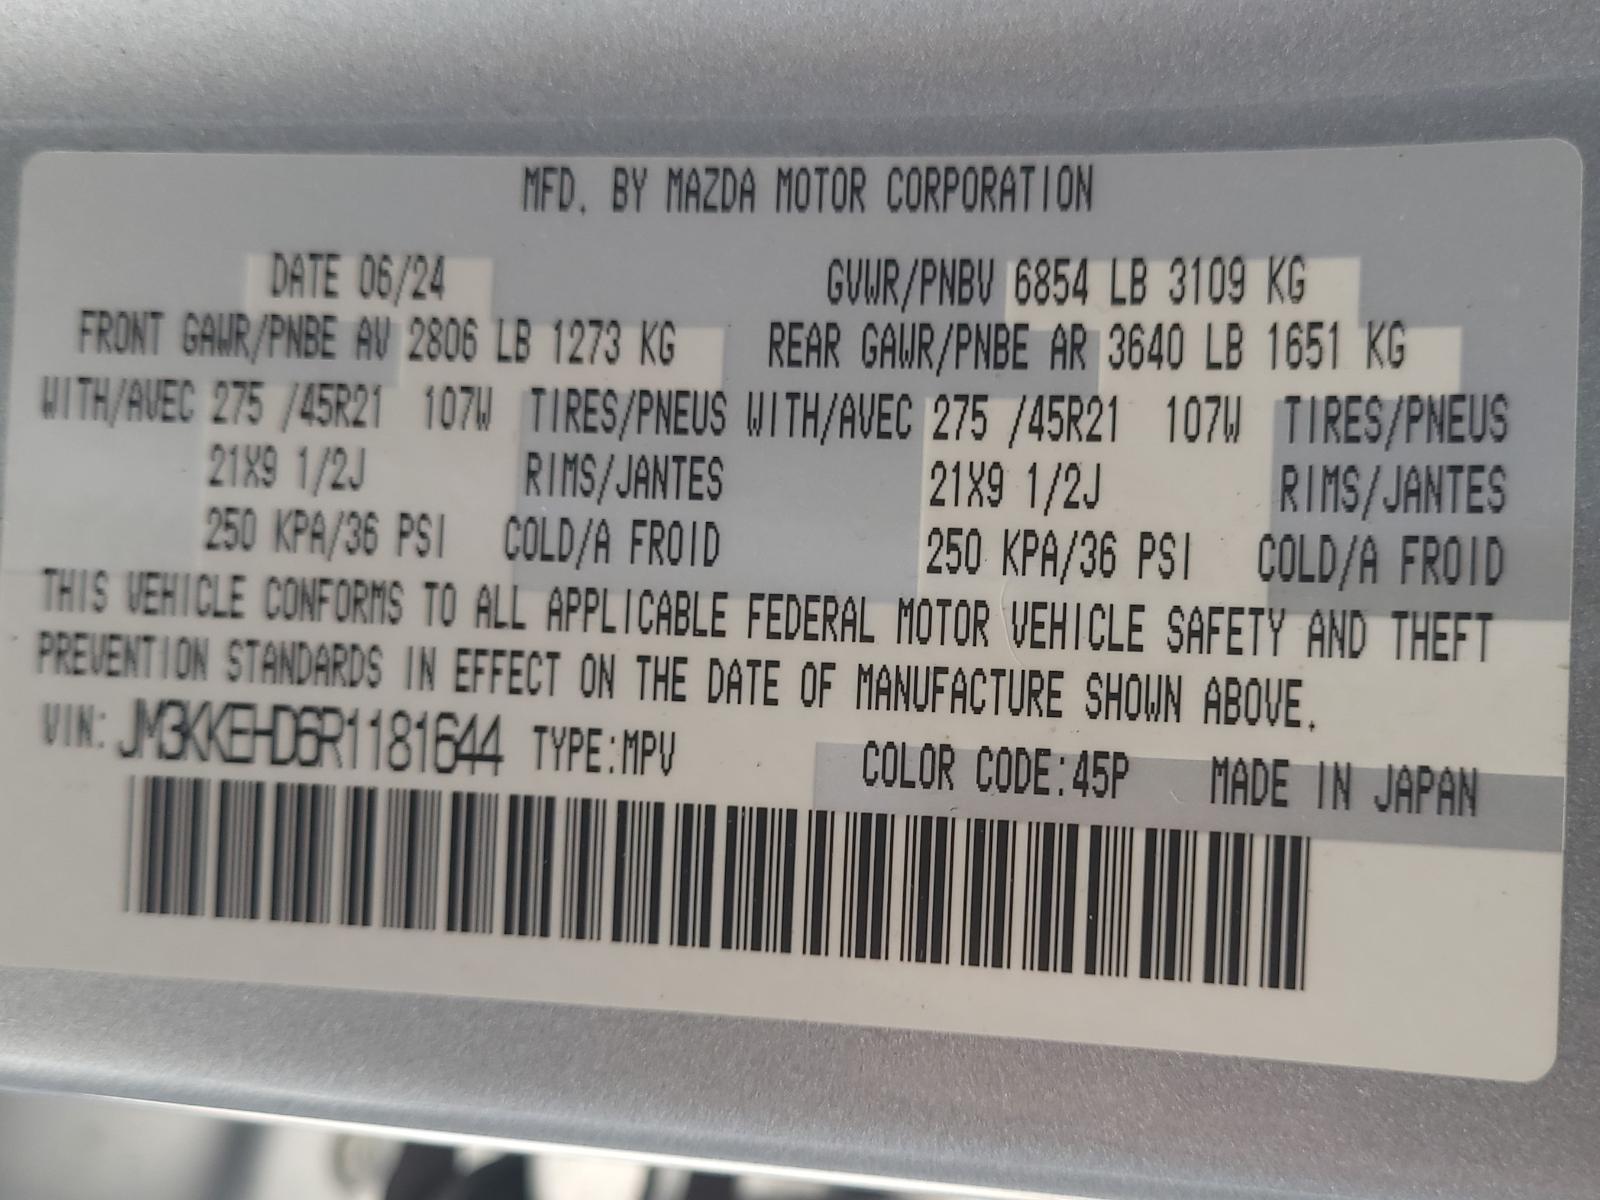 MFD. BY MAZDA MOTOR CORPORATION
DATE 06/24 GVWR/PNBV 6854 LB 3109 KG
FRONT GAWR/PNBE AV 2806 LB 1273 KG REAR GAWR/PNBE AR 3640 LB 1651 KG
WITH/AVEC 275 /45R21 107W TIRES/PNEUS WITH/AVEC 275 /45R21 107W TIRES/PNEUS
21X9 1/2J RIMS/JANTES 21X9 1/2J RIMS/JANTES
250 KPA/36 PSI COLD/A FROID 250 KPA/36 PSI COLD/A FROID
THIS VEHICLE CONFORMS TO ALL APPLICABLE FEDERAL MOTOR VEHICLE SAFETY AND THEFT
PREVENTION STANDARDS IN EFFECT ON THE DATE OF MANUFACTURE SHOWN ABOVE.
VIN: JM3KKEHD6R1181644 TYPE:MPV COLOR CODE:45P MADE IN JAPAN